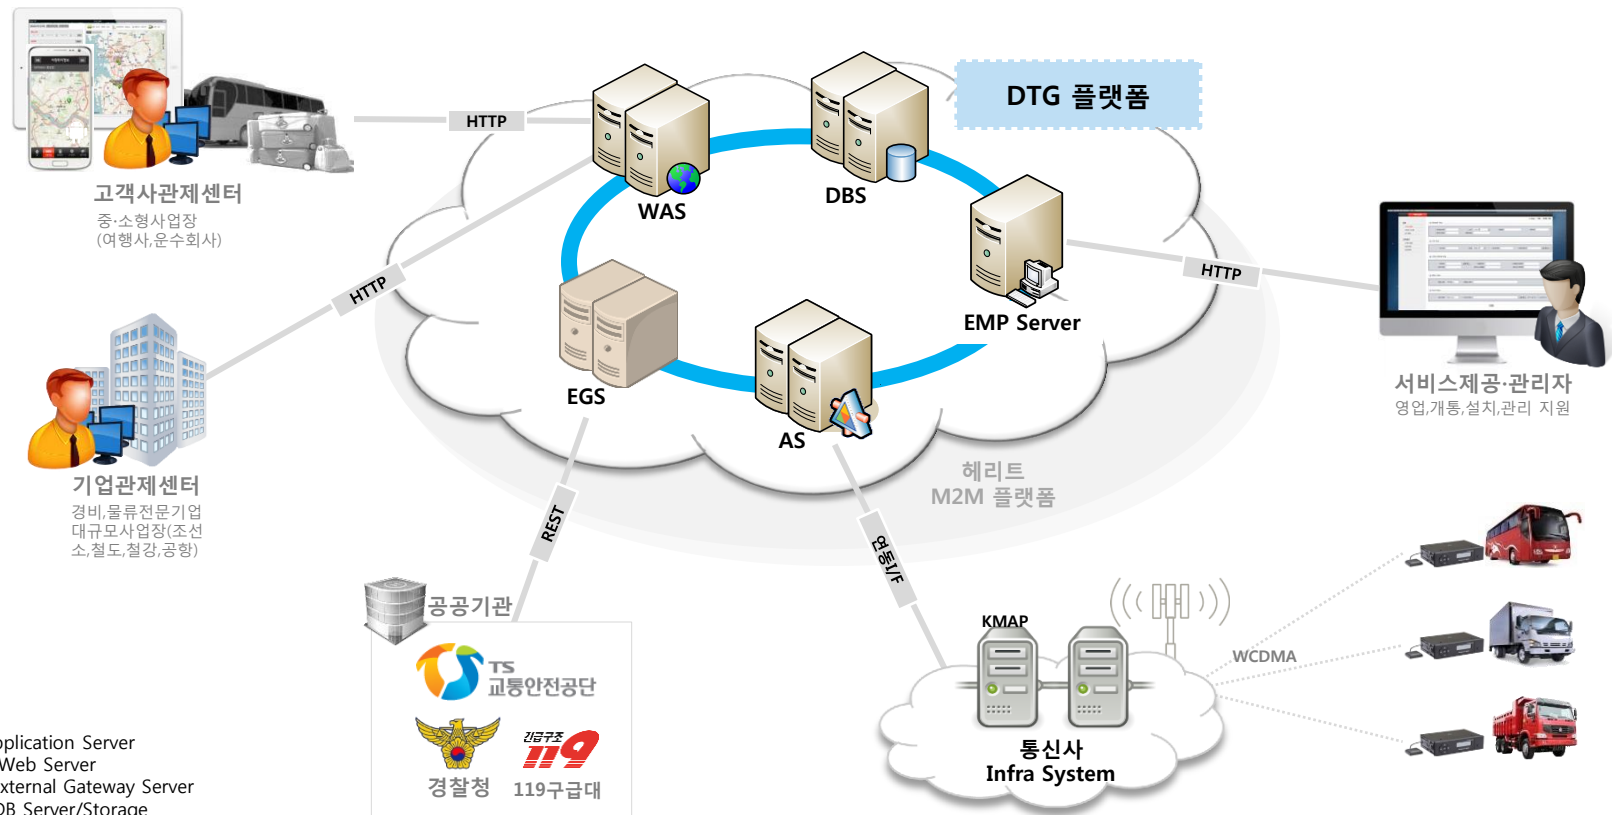 DTG 플랫폼
HTTP
WAS
DBS
고객사관제센터
중·소형사업장
(여행사,운수회사)
HTTP
HTTP
EMP Server
EGS
AS
서비스제공·관리자
영업,개통,설치,관리 지원
헤리트
M2M 플랫폼
기업관제센터
경비,물류전문기업
대규모사업장(조선
소,철도,철강,공항)
REST
연동I/F
공공기관
KMAP
WCDMA
TS
교통안전공단
긴급구조
119
경찰청
119구급대
통신사
Infra System
pplication Server
Web Server
xternal Gateway Server
DB Server/Storage